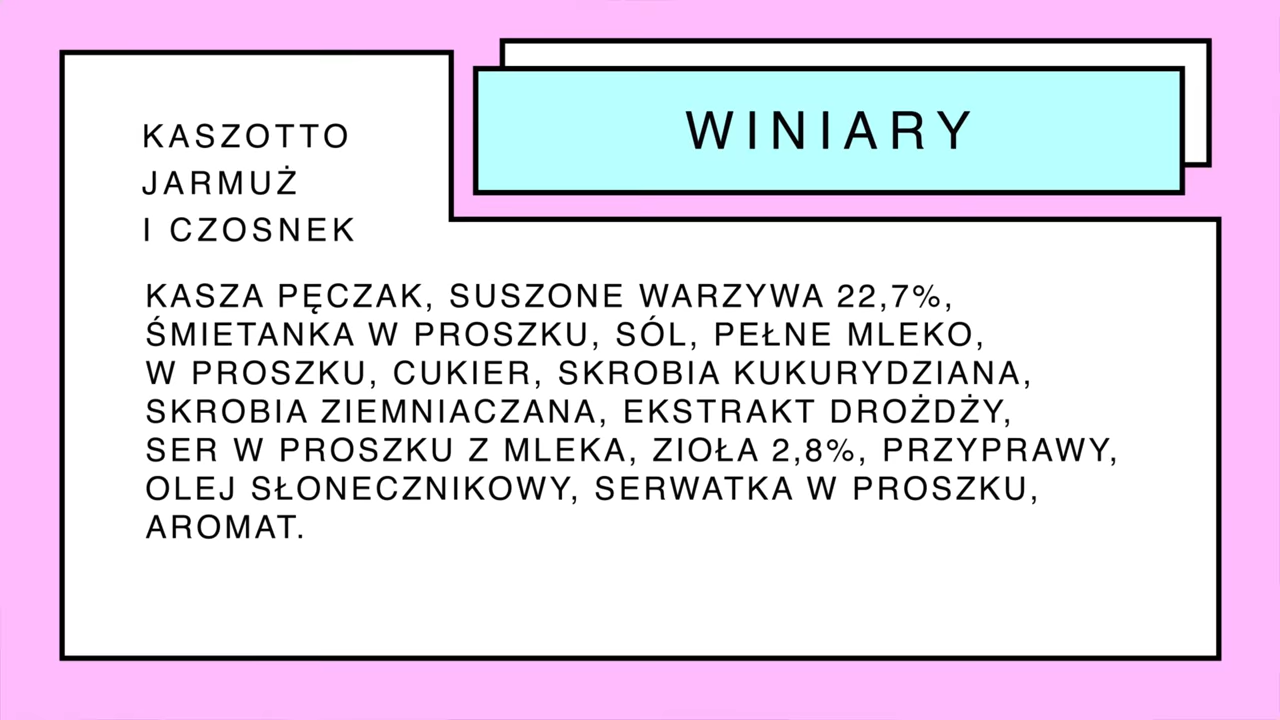 KASZOTTO
JARMUŻ
I CZOSNEK
WINIARY
KASZA PĘCZAK, SUSZONE WARZYWA 22,7%,
ŚMIETANKA W PROSZKU, SÓL, PEŁNE MLEKO,
W PROSZKU, CUKIER, SKROBIA KUKURYDZIANA,
SKROBIA ZIEMNIACZANA, EKSTRAKT DROŻDŻY,
SER W PROSZKU Z MLEKA, ZIOŁA 2,8%, PRZYPRAWY,
OLEJ SŁONECZNIKOWY, SERWATKA W PROSZKU,
AROMAT.